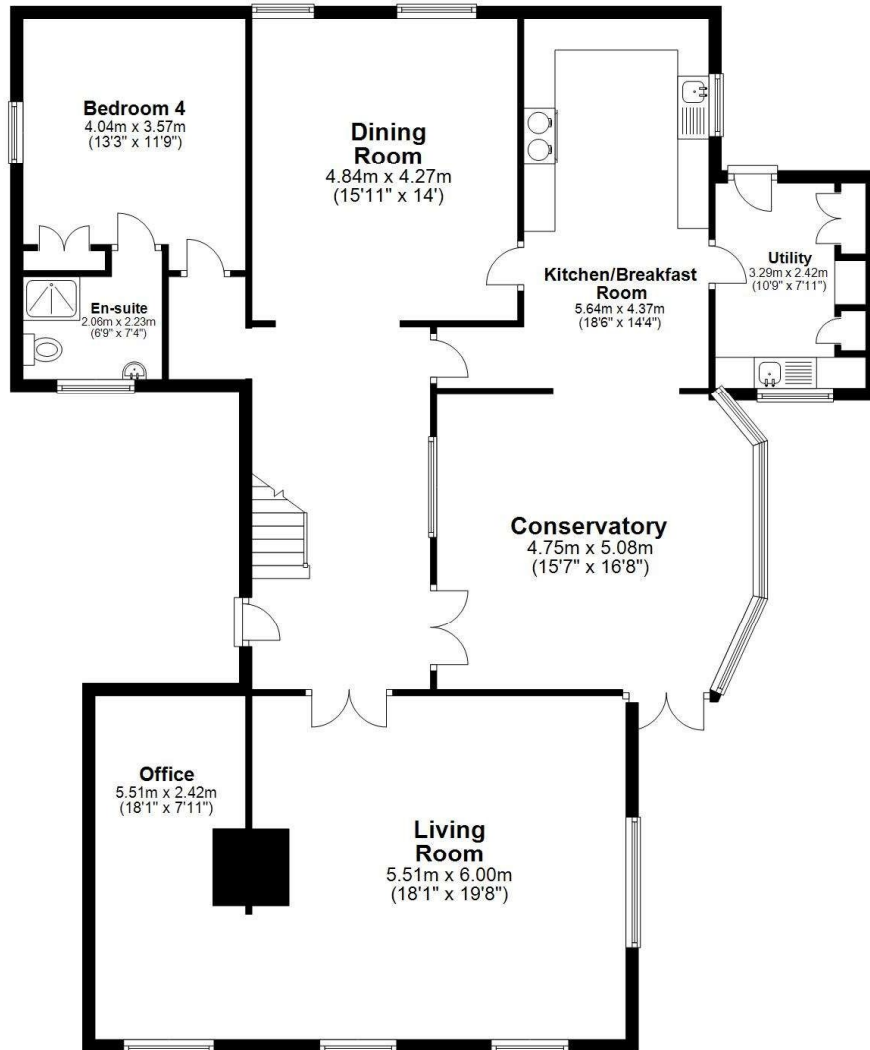 Bedroom 4
4.04m x 3.57m
(13'3" x 11'9")
Dining
Room
4.84m x 4.27m
(15'11" x 14')
Kitchen/Breakfast
Room
5.64m x 4.37m
(18'6" x 14'4")
Utility
3.29m x 2.42m
(10'9" x 7'11")
En-suite
2.06m x 2.23m
(6'9" x 7'4")
Conservatory
4.75m x 5.08m
(15'7" x 16'8")
Office
5.51m x 2.42m
(18'1" x 7'11")
Living
Room
5.51m x 6.00m
(18'1" x 19'8")